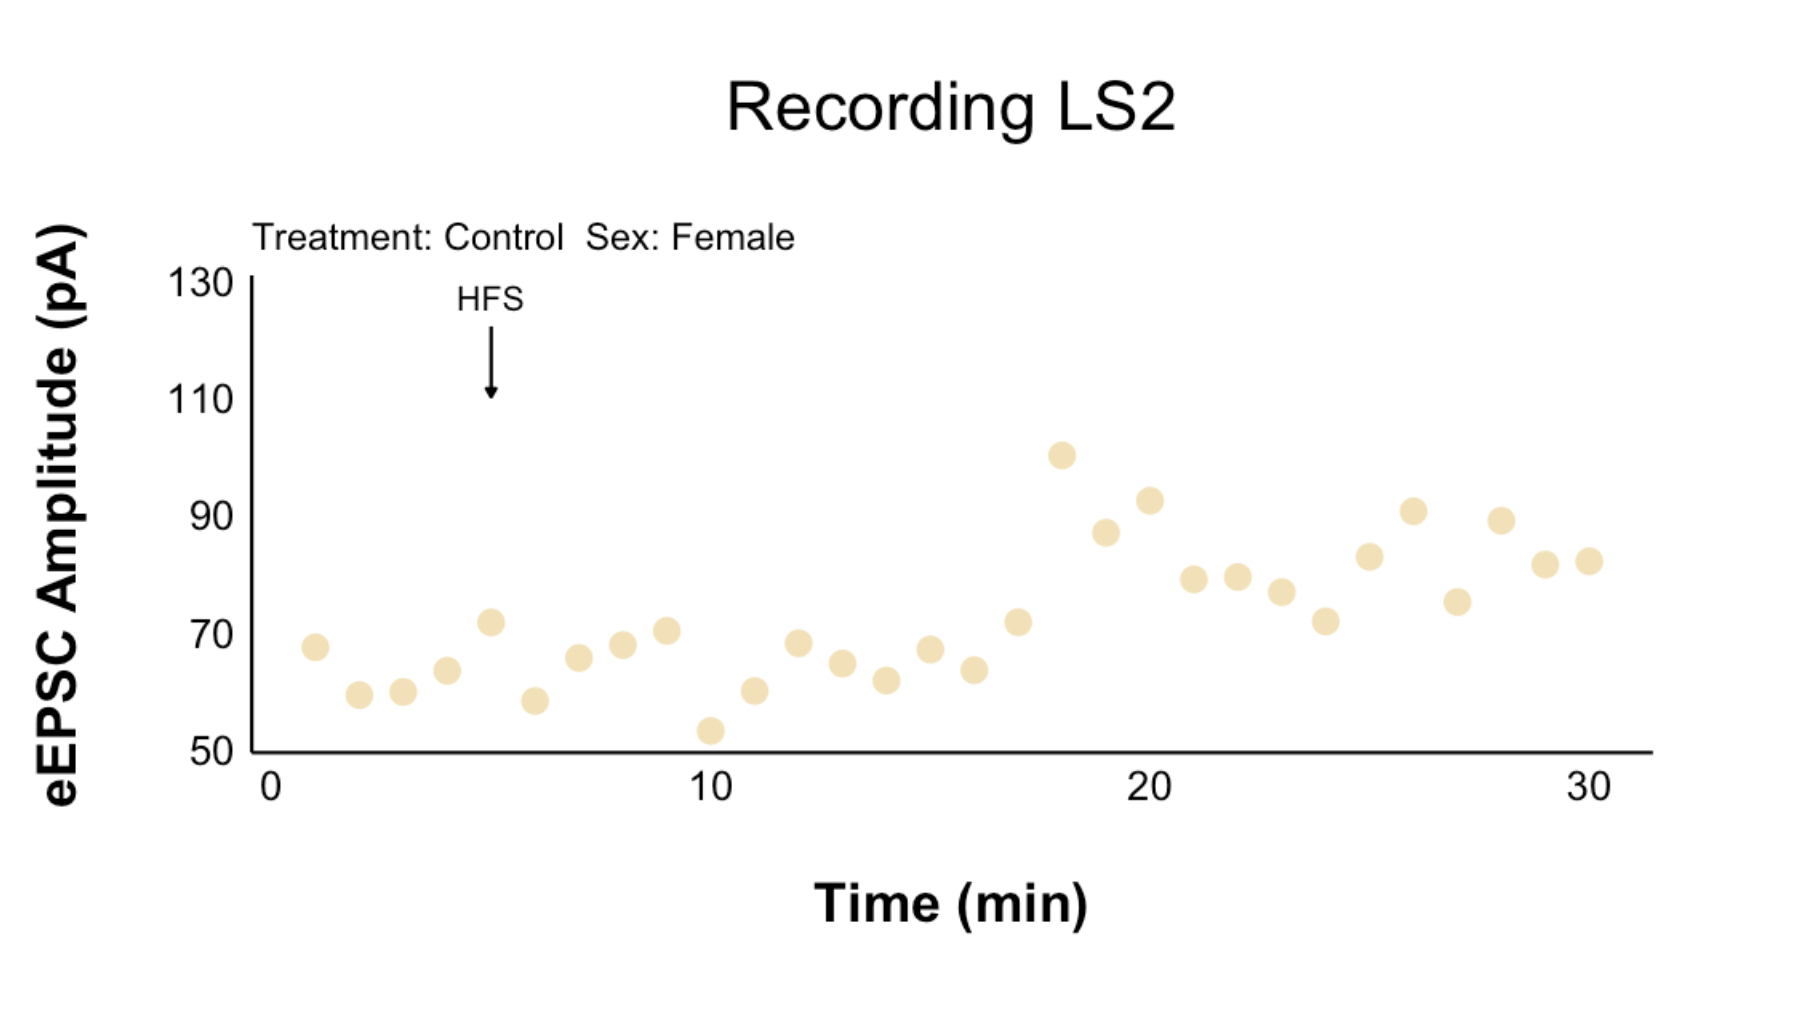 Recording LS2
Treatment: Control  Sex: Female
eEPSC Amplitude (pA)
130
HFS
110
90
70
50
0 10 20 30
Time (min)